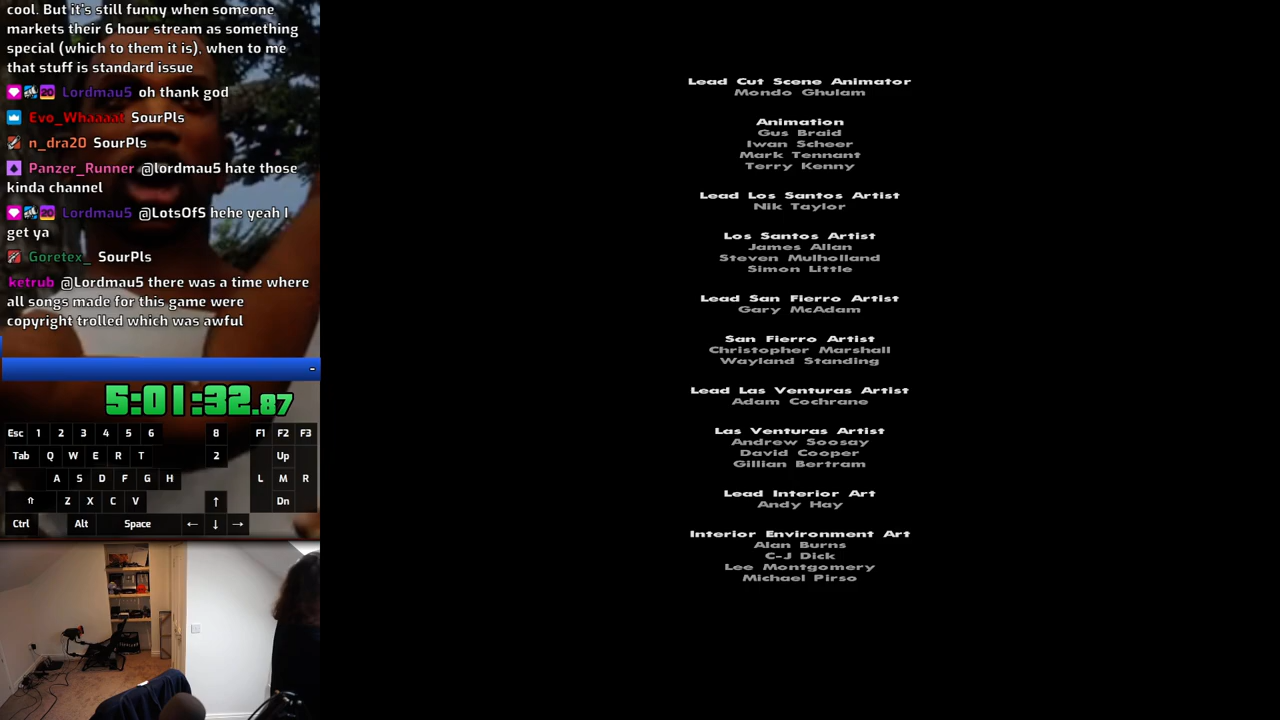 cool. But it's still funny when someone
markets their 6 hour stream as something
special (which to them it is), when to me
that stuff is standard issue
20 Lordmau5 oh thank god
Evo_Whaaaat SourPls
n_dra20 SourPls
Panzer_Runner @lordmau5 hate those
kinda channel
20 Lordmau5 @LotsOfS hehe yeah I
get ya
Goretex_ SourPls
ketrub @Lordmau5 there was a time where
all songs made for this game were
copyright trolled which was awful
-
5:01:32.87
Esc 1 2 3 4 5 6 8 F1 F2 F3
Tab Q W E R T 2 Up
A S D F G H L M R
⇧ Z X C V ↑ Dn
Ctrl Alt Space ← ↓ →
Lead Cut Scene Animator
Mondo Ghulam
Animation
Gus Braid
Iwan Scheer
Mark Tennant
Terry Kenny
Lead Los Santos Artist
Nik Taylor
Los Santos Artist
James Allan
Steven Mulholland
Simon Little
Lead San Fierro Artist
Gary McAdam
San Fierro Artist
Christopher Marshall
Wayland Standing
Lead Las Venturas Artist
Adam Cochrane
Las Venturas Artist
Andrew Soosay
David Cooper
Gillian Bertram
Lead Interior Art
Andy Hay
Interior Environment Art
Alan Burns
C-J Dick
Lee Montgomery
Michael Pirso